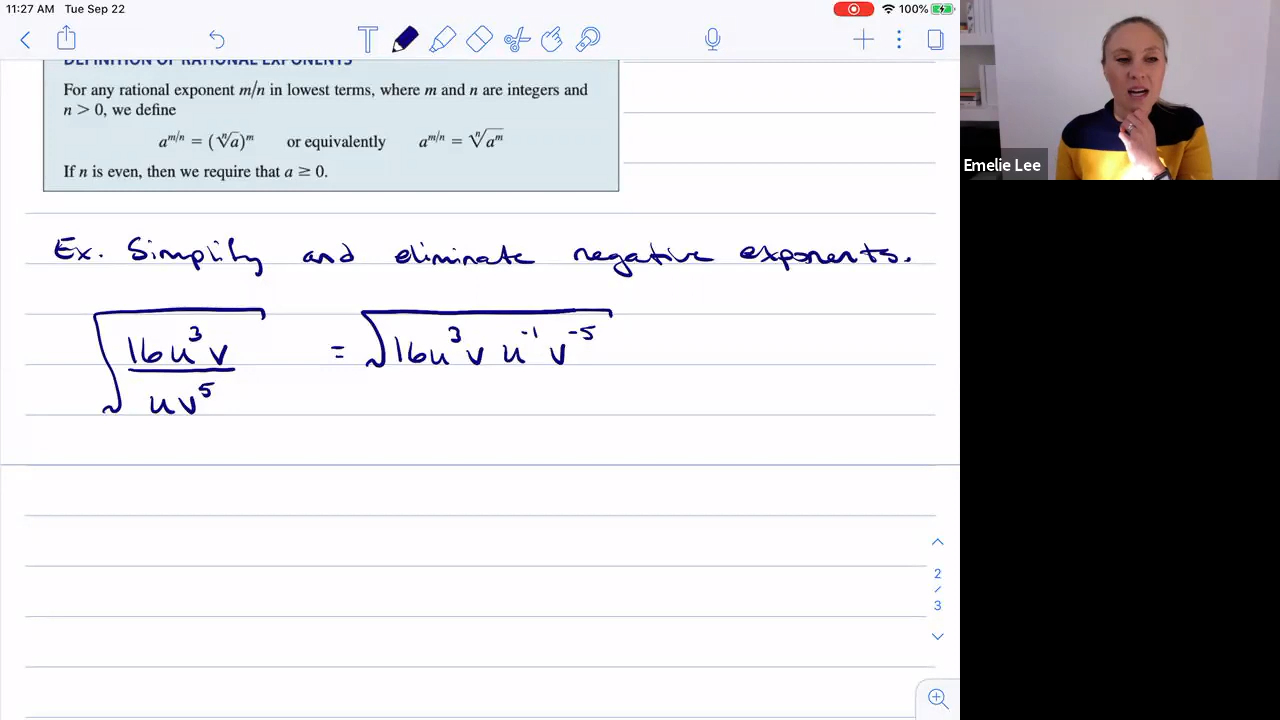 11:27 AM Tue Sep 22
100%
DEFINITION OF RATIONAL EXPONENTS
For any rational exponent m/n in lowest terms, where m and n are integers and
n > 0, we define
a^{m/n} = (ⁿ√a)^m or equivalently a^{m/n} = ⁿ√(a^m)
If n is even, then we require that a ≥ 0.
Ex. Simplify and eliminate negative exponents.
√(16u³v / uv⁵) = √(16u³v u⁻¹ v⁻⁵)
2
/
3
Emelie Lee